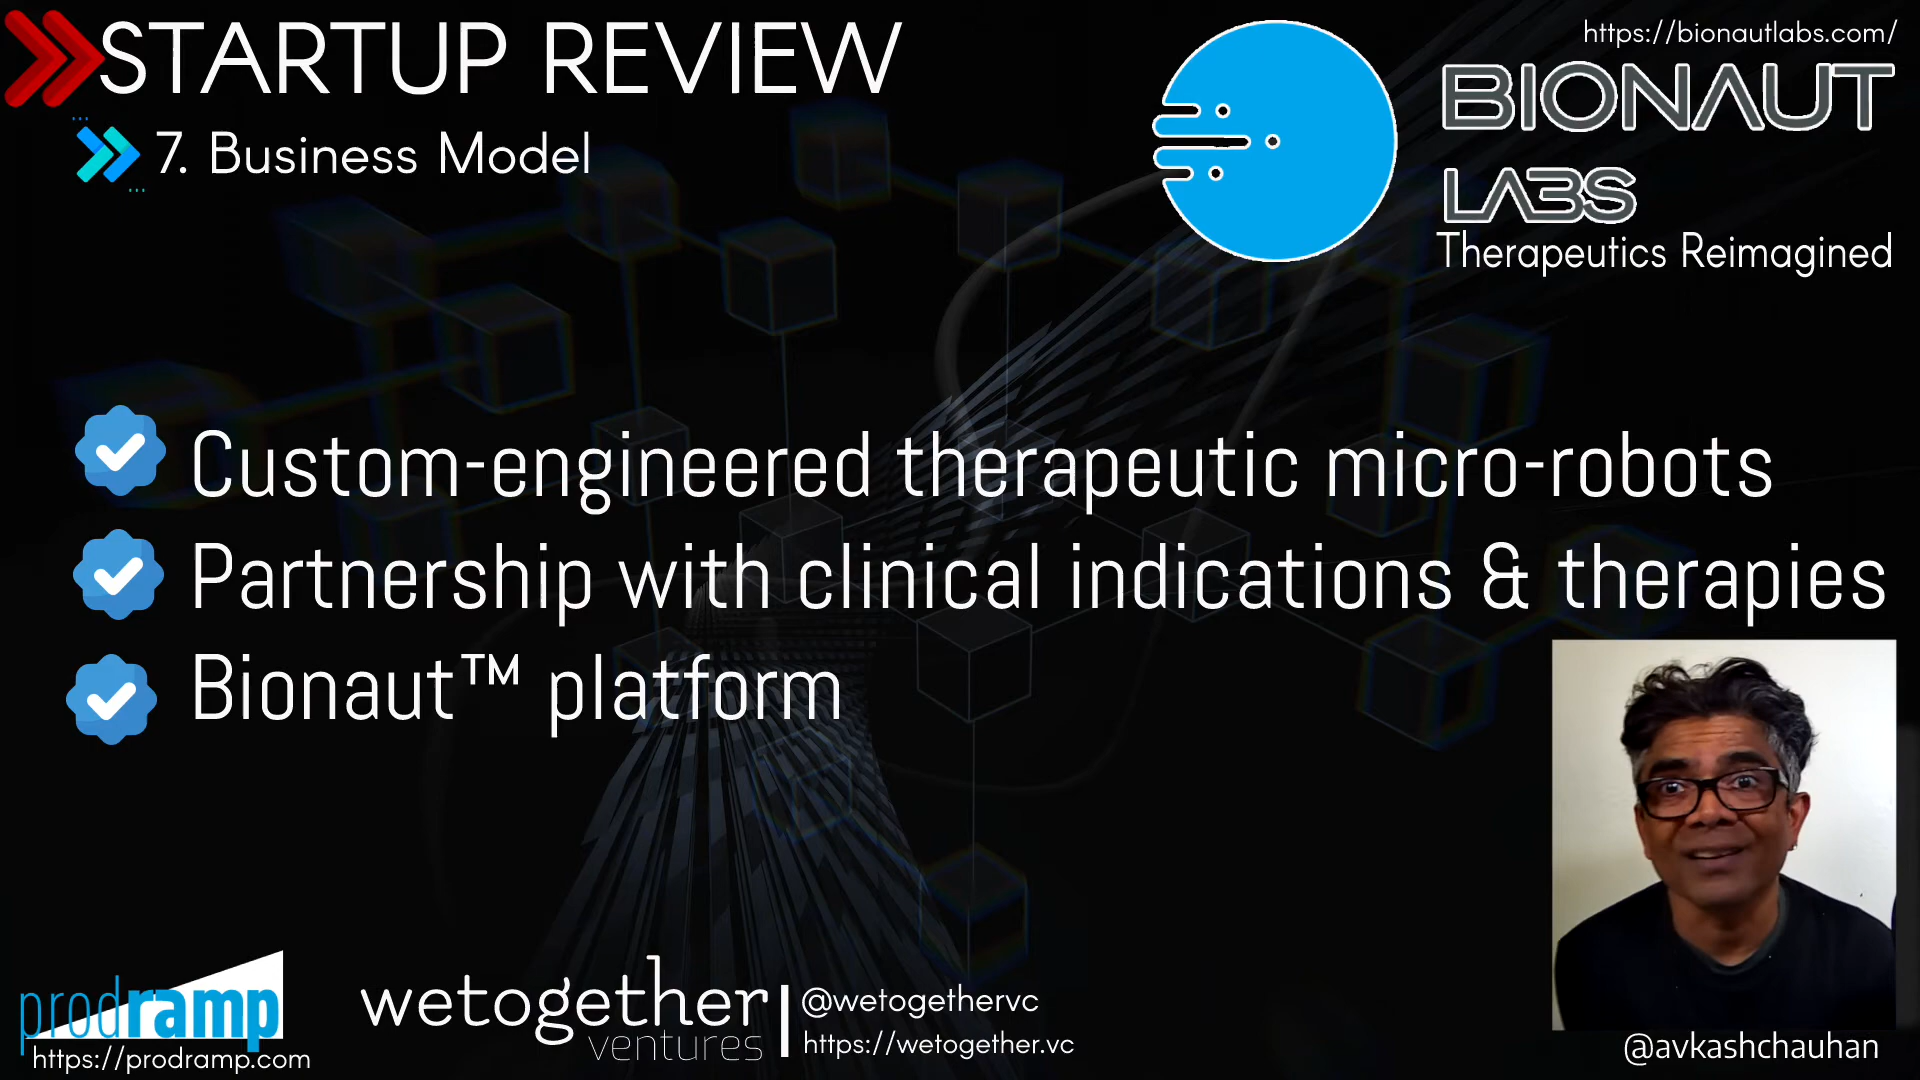 STARTUP REVIEW
7. Business Model
https://bionautlabs.com/
BIONAUT
LABS
Therapeutics Reimagined
Custom-engineered therapeutic micro-robots
Partnership with clinical indications & therapies
Bionaut™ platform
prodramp
https://prodramp.com
wetogether
ventures
@wetogethervc
https://wetogether.vc
@avkashchauhan